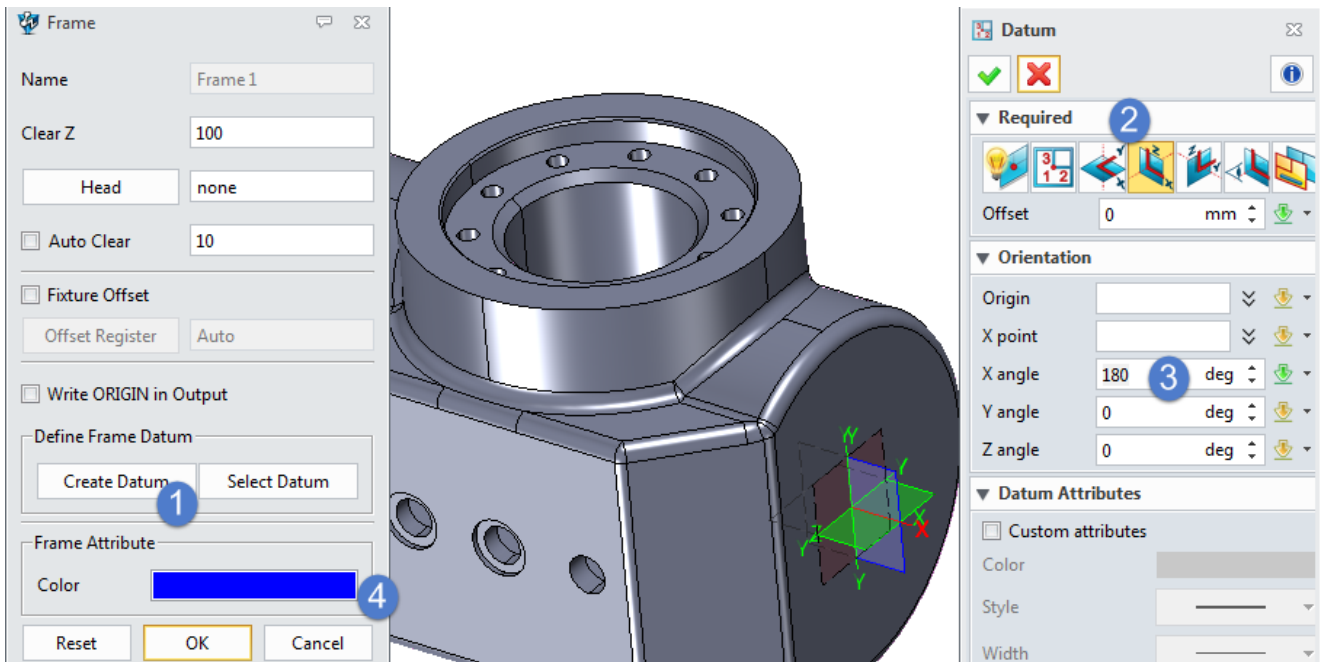 Frame
Name Frame 1
Clear Z 100
Head none
Auto Clear 10
Fixture Offset
Offset Register Auto
Write ORIGIN in Output
Define Frame Datum
Create Datum Select Datum
1
Frame Attribute
Color
4
Reset OK Cancel
Y
Y
X
X
Z
Y
Y
Datum
Required
2
3
1 2
Y
X
Z
X
Z
Y
Offset 0 mm
Orientation
Origin
X point
X angle 180 deg
3
Y angle 0 deg
Z angle 0 deg
Datum Attributes
Custom attributes
Color
Style
Width